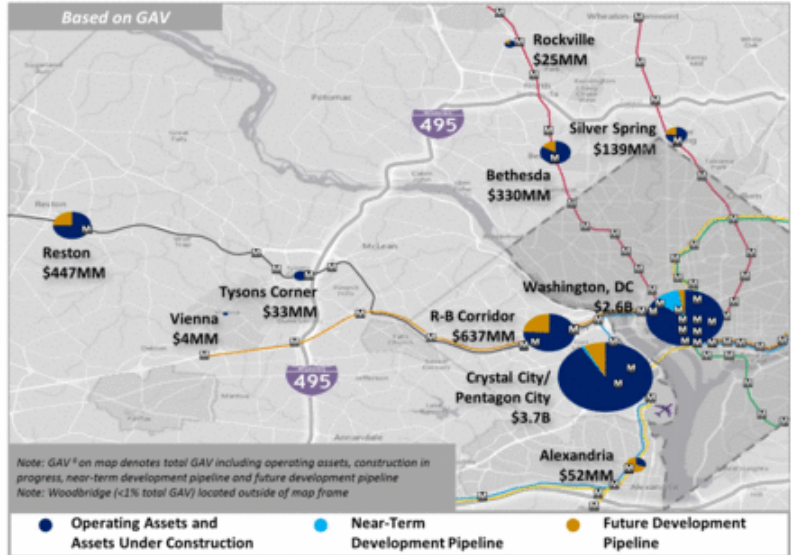 Based on GAV
Rockville
$25MM
495
Silver Spring
$139MM
Bethesda
$330MM
Reston
Reston
$447MM
McLean
Potomac
Tysons Corner
$33MM
Washington, DC
$2.6B
Vienna
$4MM
R-B Corridor
$637MM
495
Crystal City/
Pentagon City
$3.7B
Annandale
Alexandria
$52MM
Note: GAV on map denotes total GAV including operating assets, construction in
progress, near-term development pipeline and future development pipeline
Note: Woodbridge (<1% total GAV) located outside of map frame
Operating Assets and
Assets Under Construction
Near-Term
Development Pipeline
Future Development
Pipeline